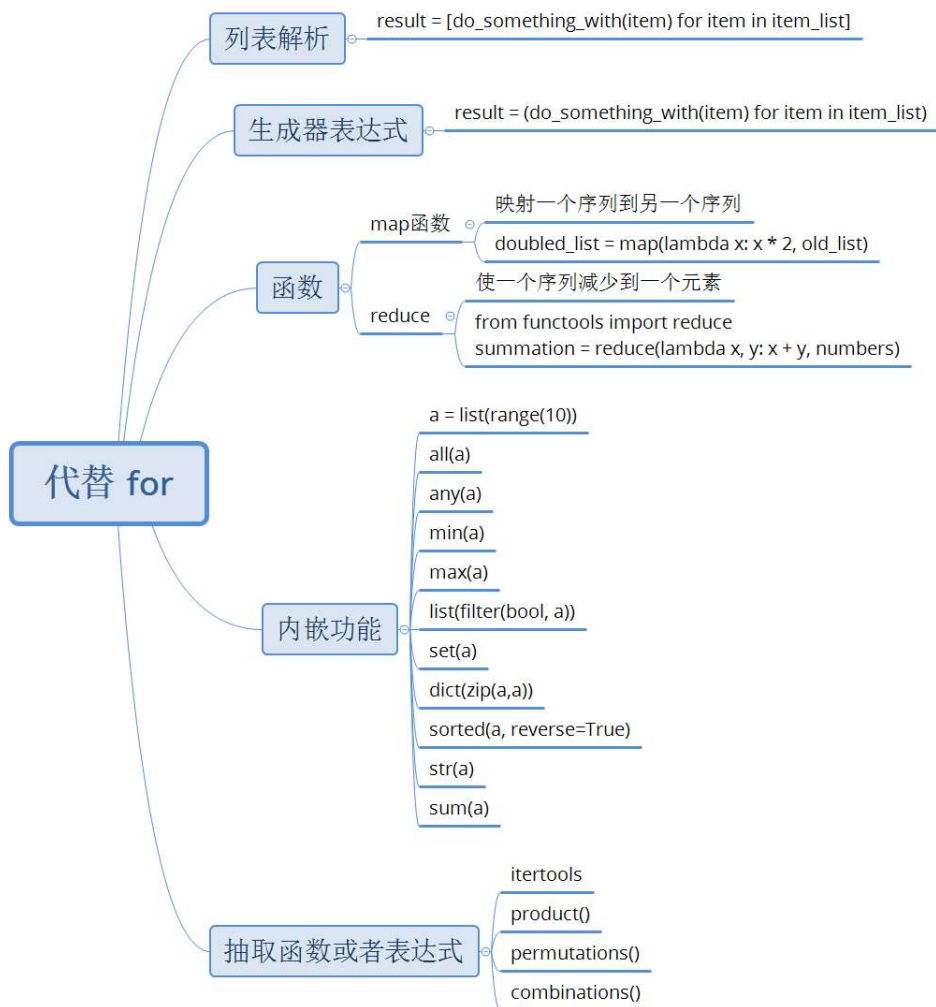 列表解析
result = [do_something_with(item) for item in item_list]
生成器表达式
result = (do_something_with(item) for item in item_list)
函数
map函数
映射一个序列到另一个序列
doubled_list = map(lambda x: x * 2, old_list)
reduce
使一个序列减少到一个元素
from functools import reduce
summation = reduce(lambda x, y: x + y, numbers)
代替 for
内嵌功能
a = list(range(10))
all(a)
any(a)
min(a)
max(a)
list(filter(bool, a))
set(a)
dict(zip(a,a))
sorted(a, reverse=True)
str(a)
sum(a)
抽取函数或者表达式
itertools
product()
permutations()
combinations()